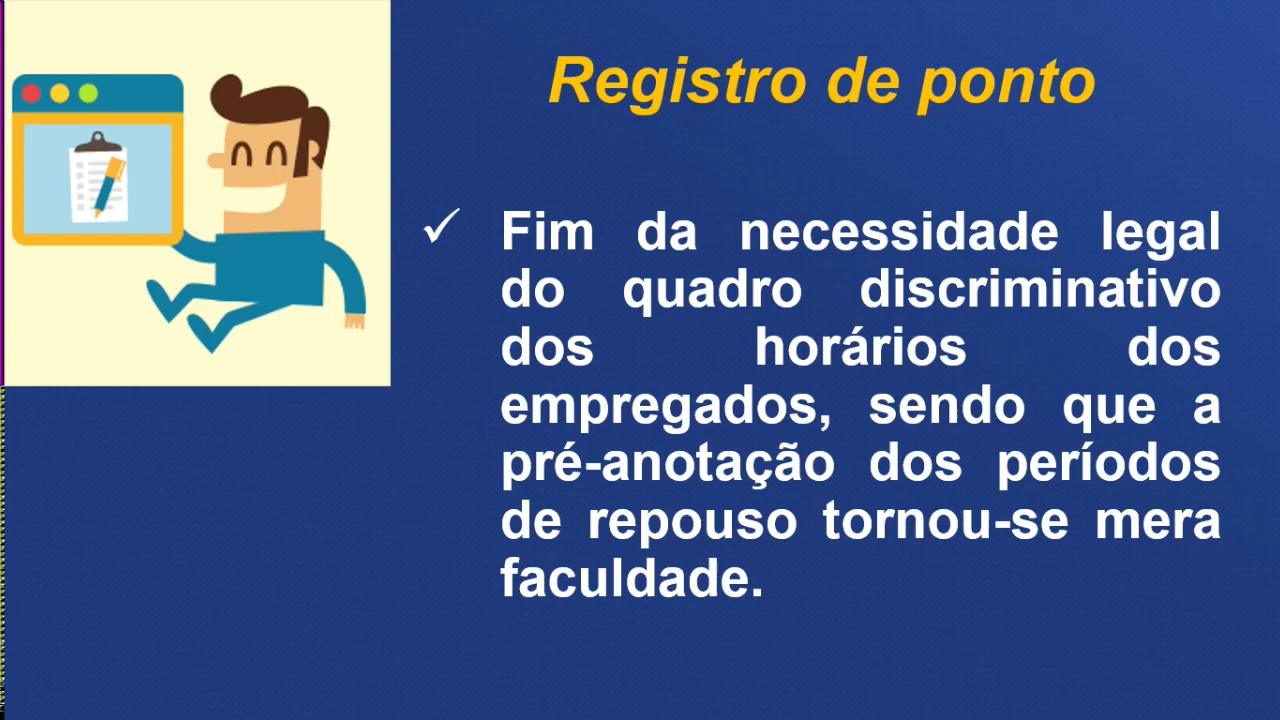 Registro de ponto
Fim da necessidade legal
do quadro discriminativo
dos horários dos
empregados, sendo que a
pré-anotação dos períodos
de repouso tornou-se mera
faculdade.